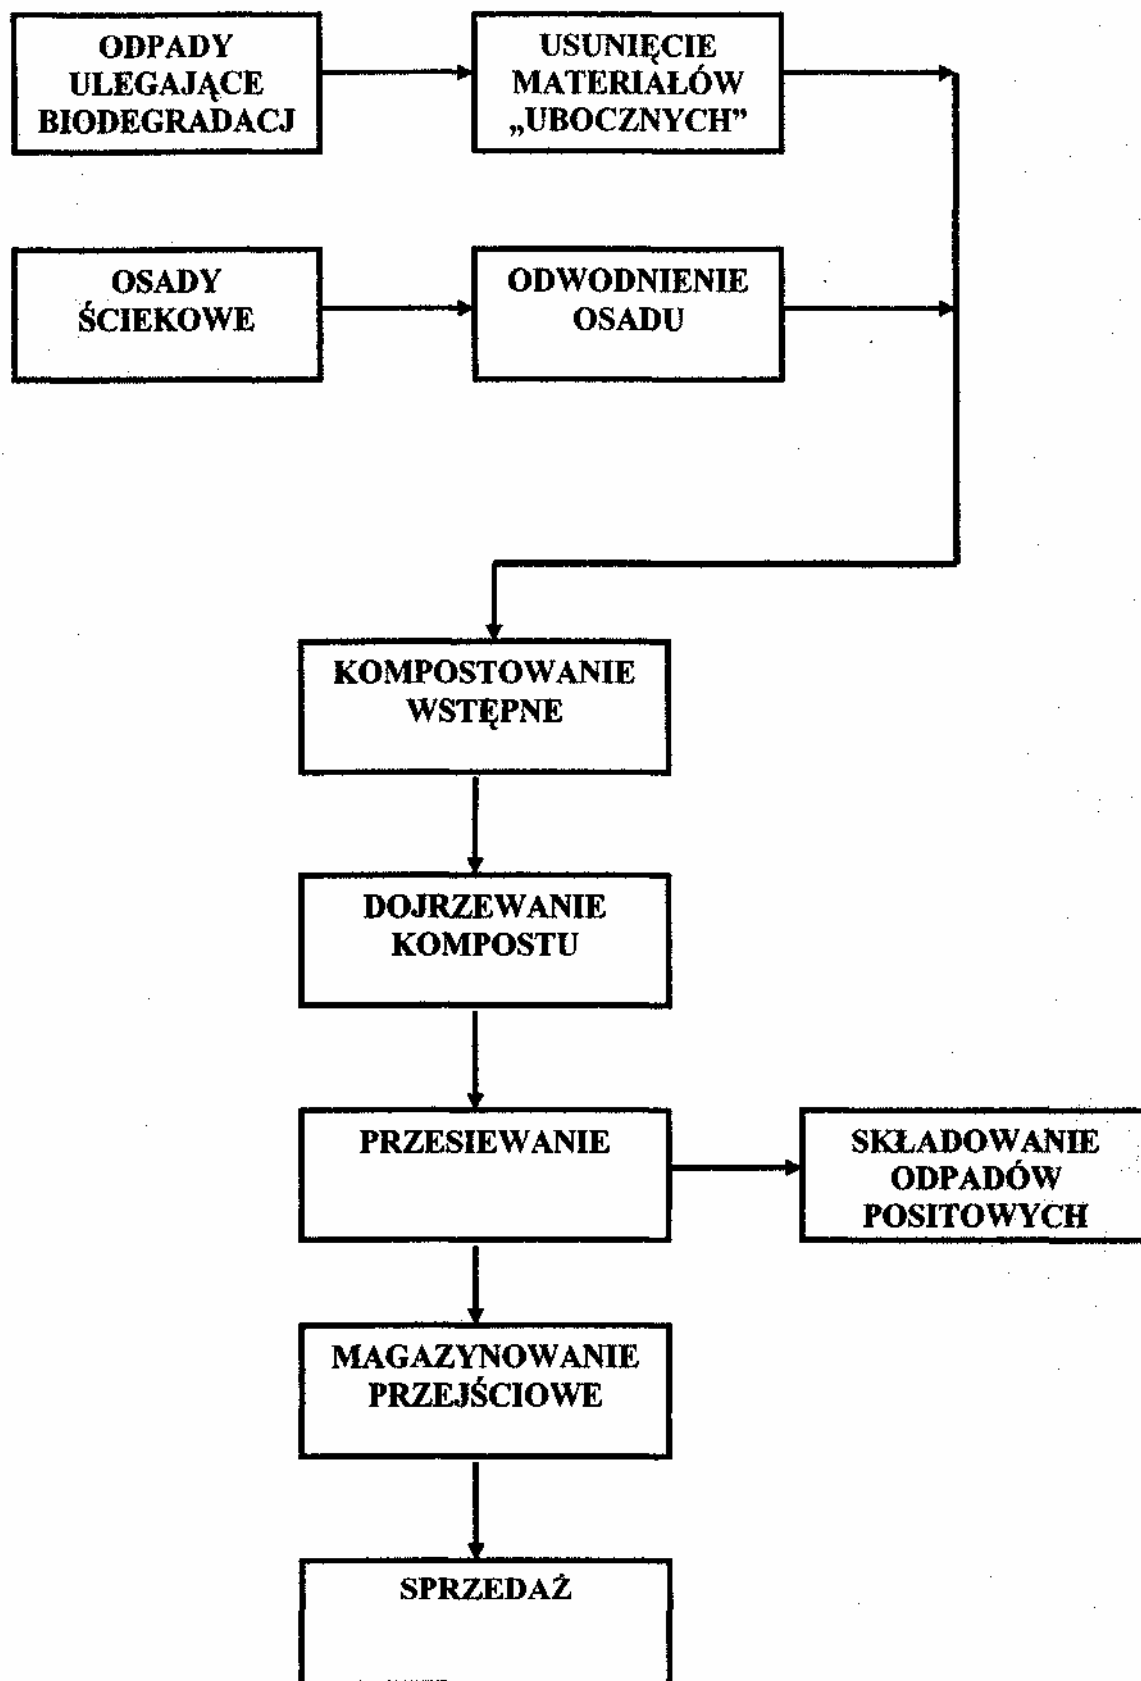 ODPADY
ULEGAJĄCE
BIODEGRADACJ
USUNIĘCIE
MATERIAŁÓW
„UBOCZNYCH”
OSADY
ŚCIEKOWE
ODWODNIENIE
OSADU
KOMPOSTOWANIE
WSTĘPNE
DOJRZEWANIE
KOMPOSTU
PRZESIEWANIE
SKŁADOWANIE
ODPADÓW
POSITOWYCH
MAGAZYNOWANIE
PRZEJŚCIOWE
SPRZEDAŻ